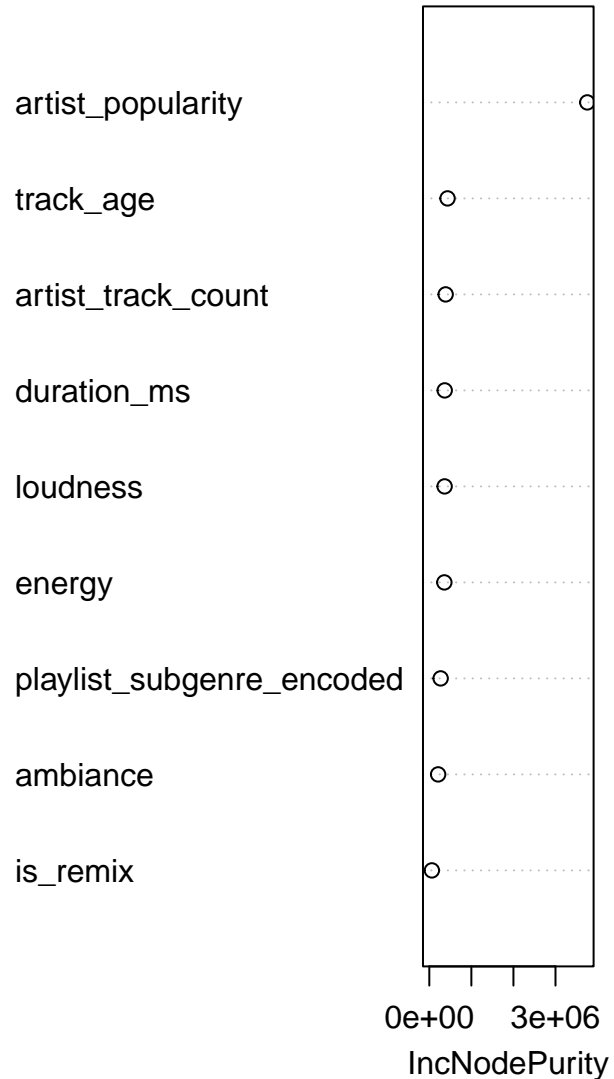 artist_popularity
track_age
artist_track_count
duration_ms
loudness
energy
playlist_subgenre_encoded
ambiance
is_remix
0e+00 3e+06
IncNodePurity